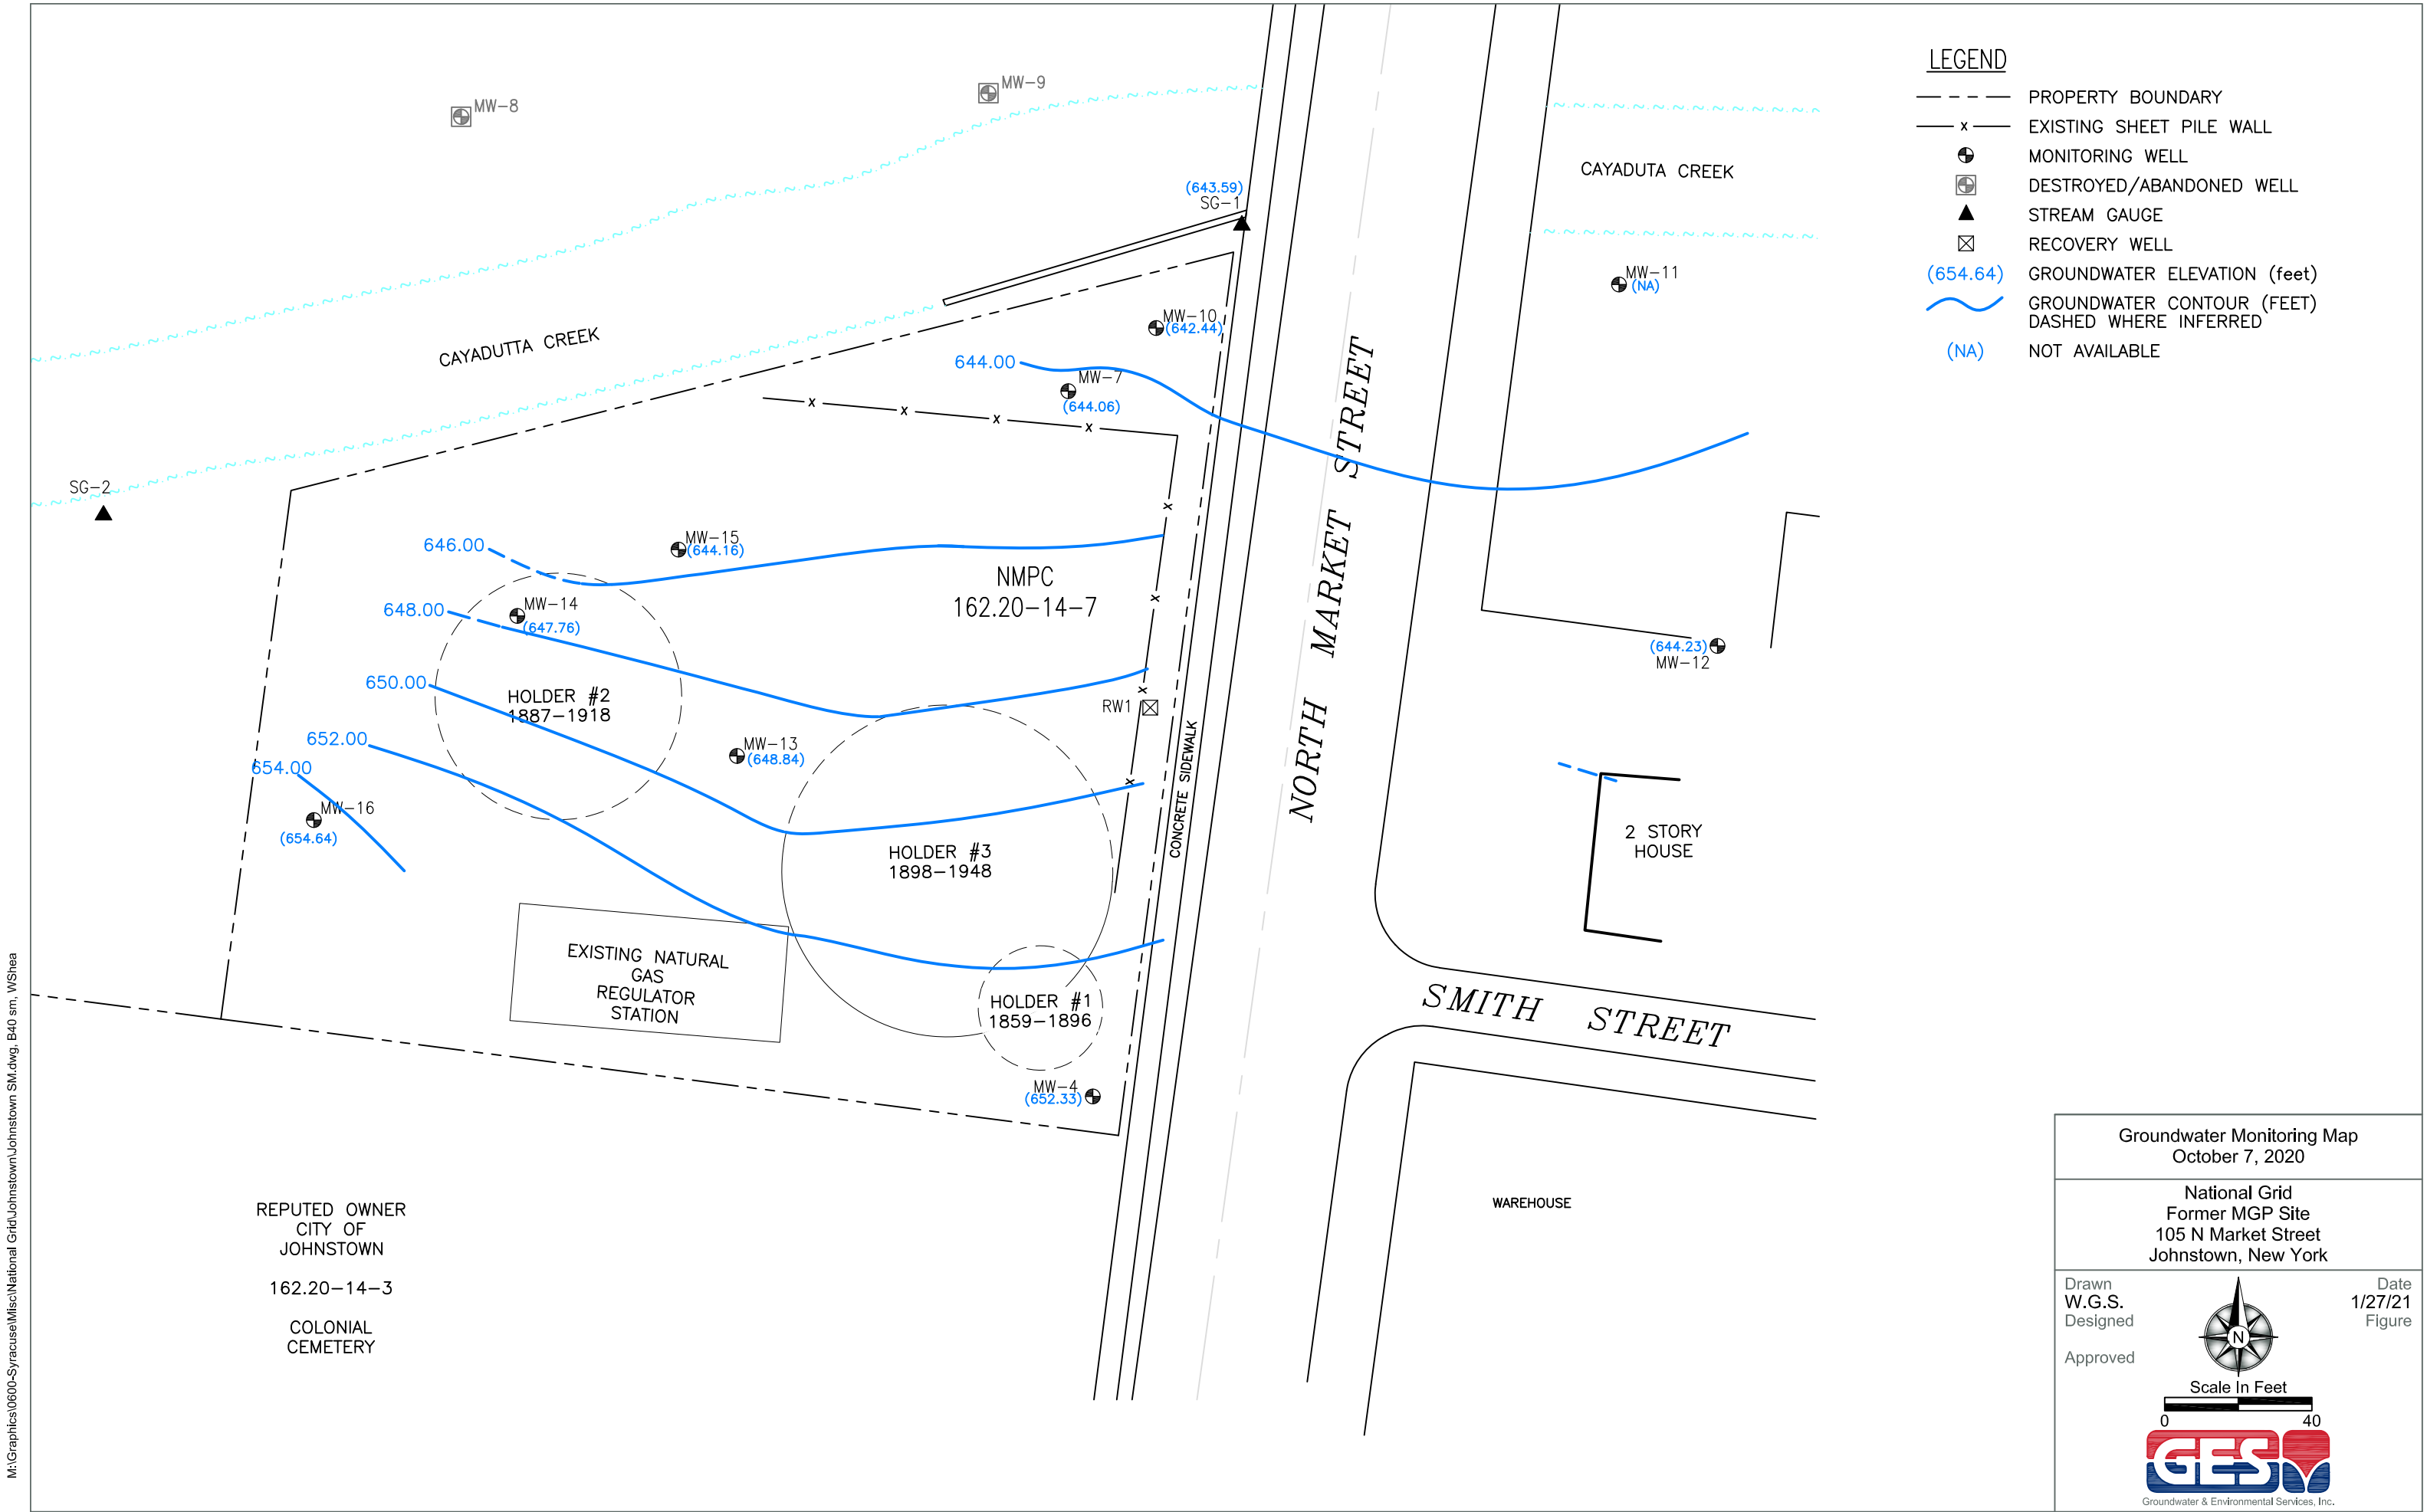 MW-8
MW-9
(643.59)
SG-1
CAYADUTA CREEK
MW-11
(NA)
MW-10
(642.44)
CAYADUTTA CREEK
644.00
MW-7
(644.06)
SG-2
646.00
MW-15
(644.16)
NMPC
162.20-14-7
648.00
MW-14
(647.76)
650.00
HOLDER #2
1887-1918
RW1
(644.23)
MW-12
652.00
654.00
MW-13
(648.84)
MW-16
(654.64)
HOLDER #3
1898-1948
CONCRETE SIDEWALK
NORTH MARKET STREET
2 STORY
HOUSE
EXISTING NATURAL
GAS
REGULATOR
STATION
HOLDER #1
1859-1896
SMITH STREET
MW-4
(652.33)
WAREHOUSE
REPUTED OWNER
CITY OF
JOHNSTOWN
162.20-14-3
COLONIAL
CEMETERY
LEGEND
PROPERTY BOUNDARY
x EXISTING SHEET PILE WALL
MONITORING WELL
DESTROYED/ABANDONED WELL
STREAM GAUGE
RECOVERY WELL
(654.64) GROUNDWATER ELEVATION (feet)
GROUNDWATER CONTOUR (FEET)
DASHED WHERE INFERRED
(NA) NOT AVAILABLE
Groundwater Monitoring Map
October 7, 2020
National Grid
Former MGP Site
105 N Market Street
Johnstown, New York
Drawn
W.G.S.
Designed
Approved
Date
1/27/21
Figure
N
Scale In Feet
0 40
GES
Groundwater & Environmental Services, Inc.
M:\Graphics\0600-Syracuse\Misc\National Grid\Johnstown\Johnstown SM.dwg, B40 sm, WShea